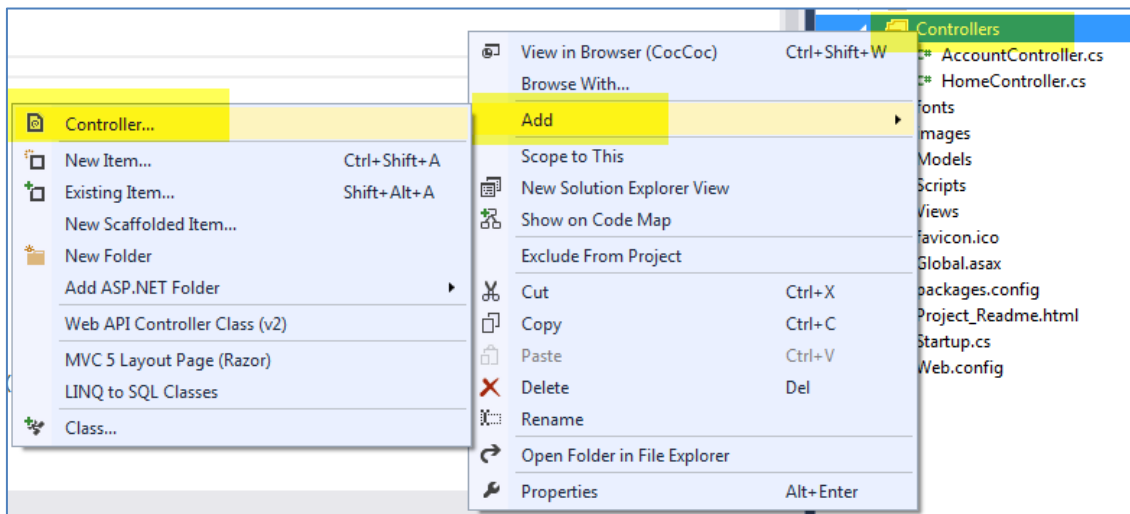 Controller...
New Item... Ctrl+Shift+A
Existing Item... Shift+Alt+A
New Scaffolded Item...
New Folder
Add ASP.NET Folder
Web API Controller Class (v2)
MVC 5 Layout Page (Razor)
LINQ to SQL Classes
Class...
View in Browser (CocCoc) Ctrl+Shift+W
Browse With...
Add
Scope to This
New Solution Explorer View
Show on Code Map
Exclude From Project
Cut Ctrl+X
Copy Ctrl+C
Paste Ctrl+V
Delete Del
Rename
Open Folder in File Explorer
Properties Alt+Enter
Controllers
C# AccountController.cs
C# HomeController.cs
fonts
Images
Models
Scripts
Views
favicon.ico
Global.asax
packages.config
Project_Readme.html
Startup.cs
Web.config